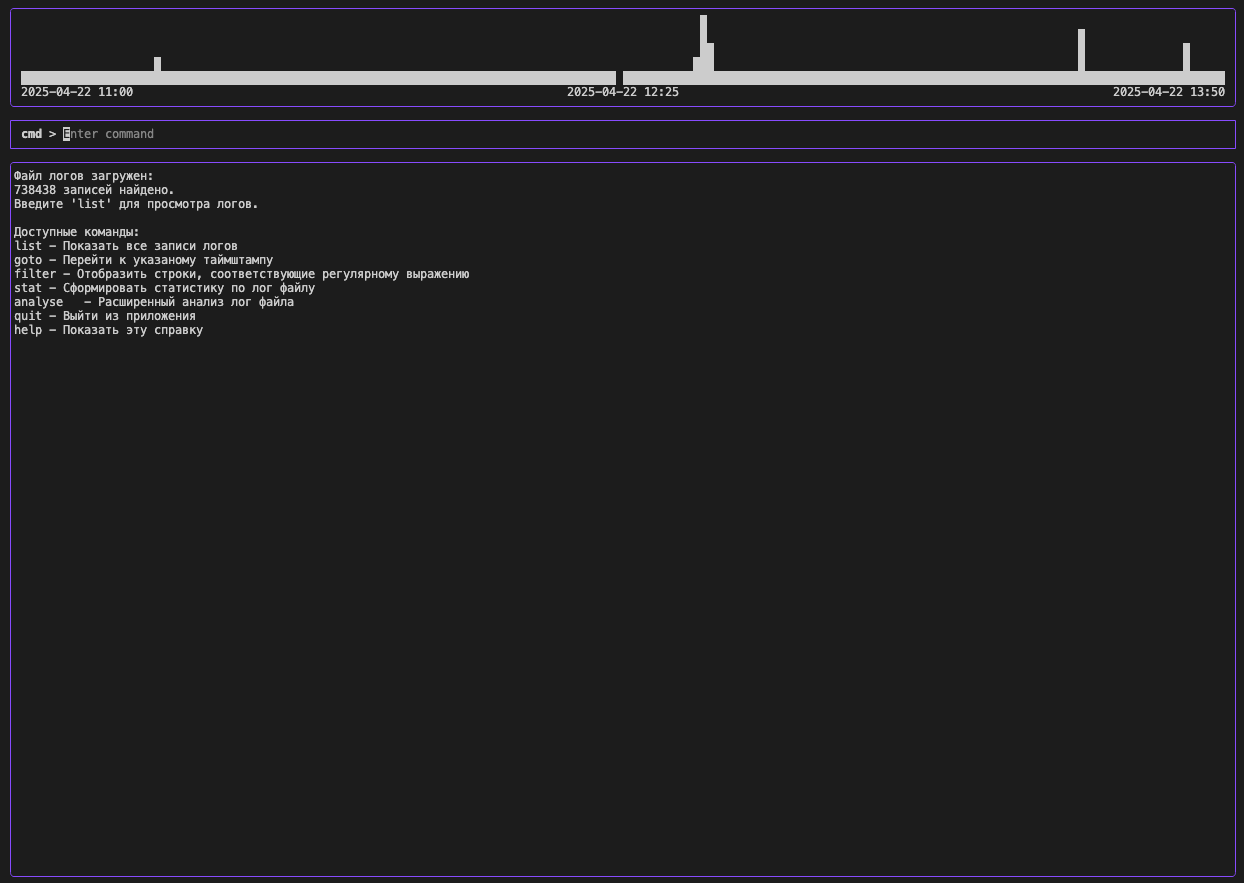 2025-04-22 11:00 2025-04-22 12:25 2025-04-22 13:50
cmd > Enter command
Файл логов загружен:
738438 записей найдено.
Введите 'list' для просмотра логов.
Доступные команды:
list – Показать все записи логов
goto – Перейти к указаному таймштампу
filter – Отобразить строки, соответствующие регулярному выражению
stat – Сформировать статистику по лог файлу
analyse   – Расширенный анализ лог файла
quit – Выйти из приложения
help – Показать эту справку